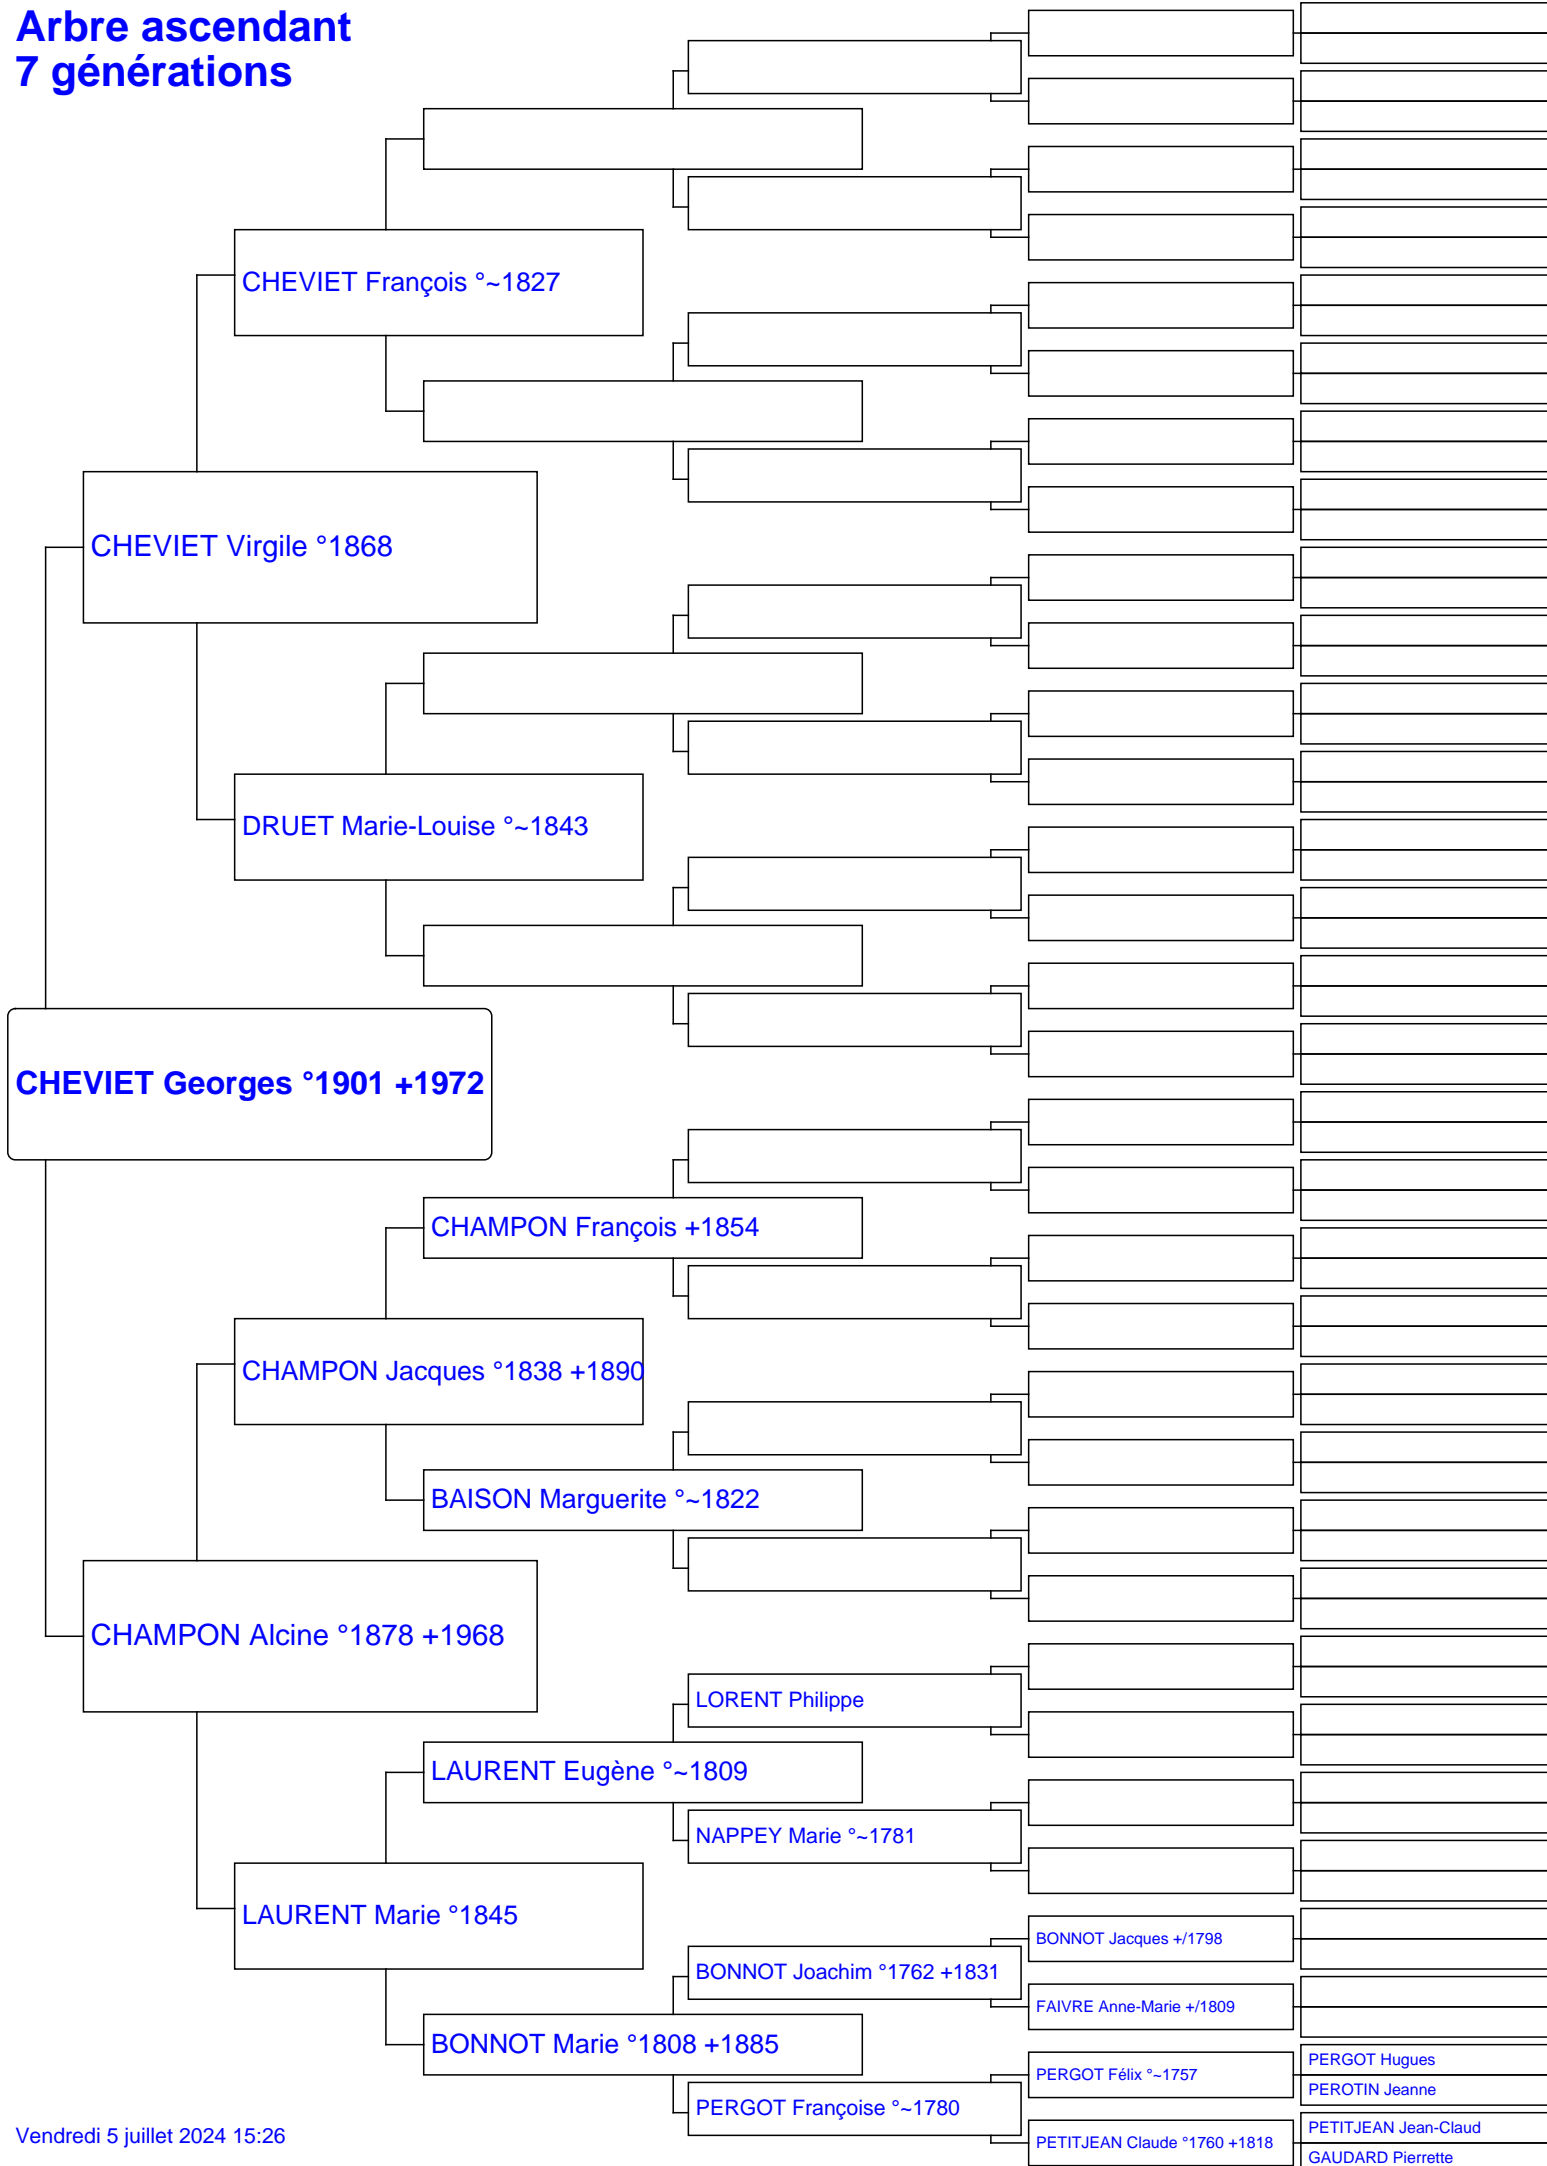 Arbre ascendant
7 générations
CHEVIET François °~1827
CHEVIET Virgile °1868
DRUET Marie-Louise °~1843
CHEVIET Georges °1901 +1972
CHAMPON François +1854
CHAMPON Jacques °1838 +1890
BAISON Marguerite °~1822
CHAMPON Alcine °1878 +1968
LORENT Philippe
LAURENT Eugène °~1809
NAPPEY Marie °~1781
LAURENT Marie °1845
BONNOT Jacques +/1798
BONNOT Joachim °1762 +1831
FAIVRE Anne-Marie +/1809
BONNOT Marie °1808 +1885
PERGOT Hugues
PERGOT Félix °~1757
PEROTIN Jeanne
PERGOT Françoise °~1780
PETITJEAN Jean-Claud
PETITJEAN Claude °1760 +1818
GAUDARD Pierrette
Vendredi 5 juillet 2024 15:26